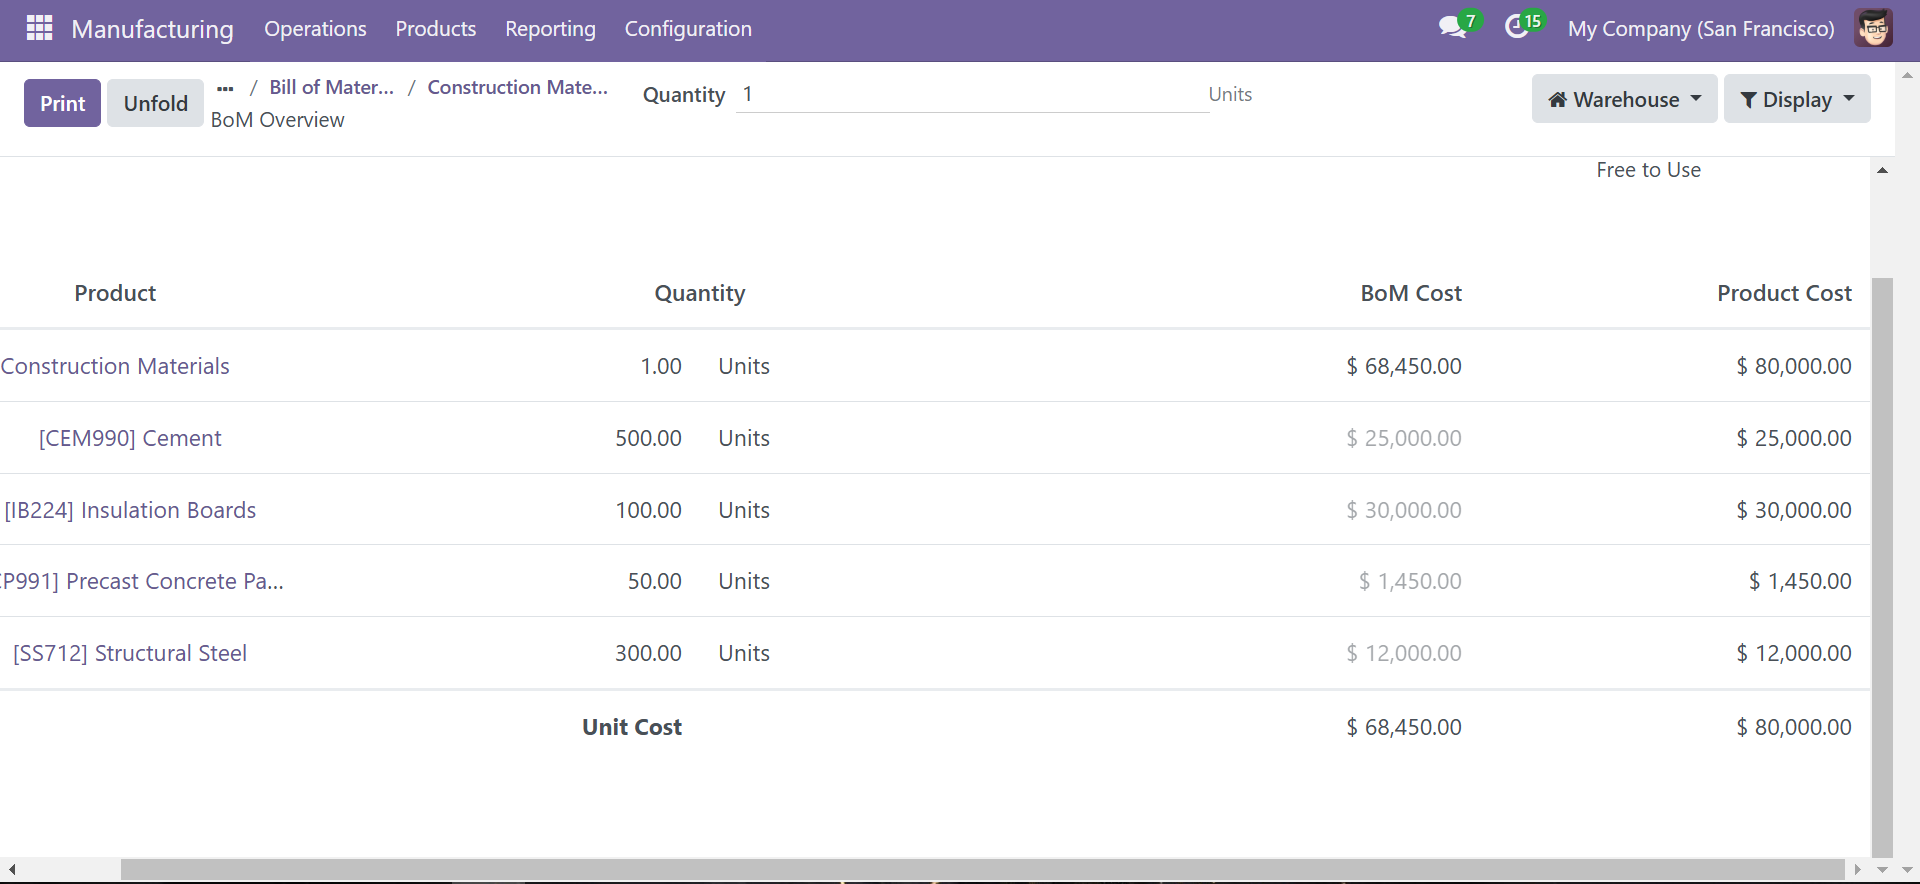 Manufacturing Operations Products Reporting Configuration 7 15 My Company (San Francisco)
Print Unfold ... / Bill of Mater... / Construction Mate... Quantity 1 Units Warehouse Display
BoM Overview
Free to Use
Product Quantity BoM Cost Product Cost
Construction Materials 1.00 Units $ 68,450.00 $ 80,000.00
[CEM990] Cement 500.00 Units $ 25,000.00 $ 25,000.00
[IB224] Insulation Boards 100.00 Units $ 30,000.00 $ 30,000.00
P991] Precast Concrete Pa... 50.00 Units $ 1,450.00 $ 1,450.00
[SS712] Structural Steel 300.00 Units $ 12,000.00 $ 12,000.00
Unit Cost $ 68,450.00 $ 80,000.00